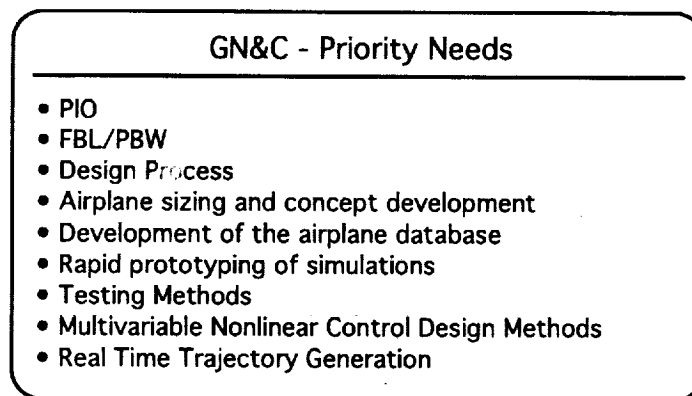 GN&C - Priority Needs
• PIO
• FBL/PBW
• Design Process
• Airplane sizing and concept development
• Development of the airplane database
• Rapid prototyping of simulations
• Testing Methods
• Multivariable Nonlinear Control Design Methods
• Real Time Trajectory Generation